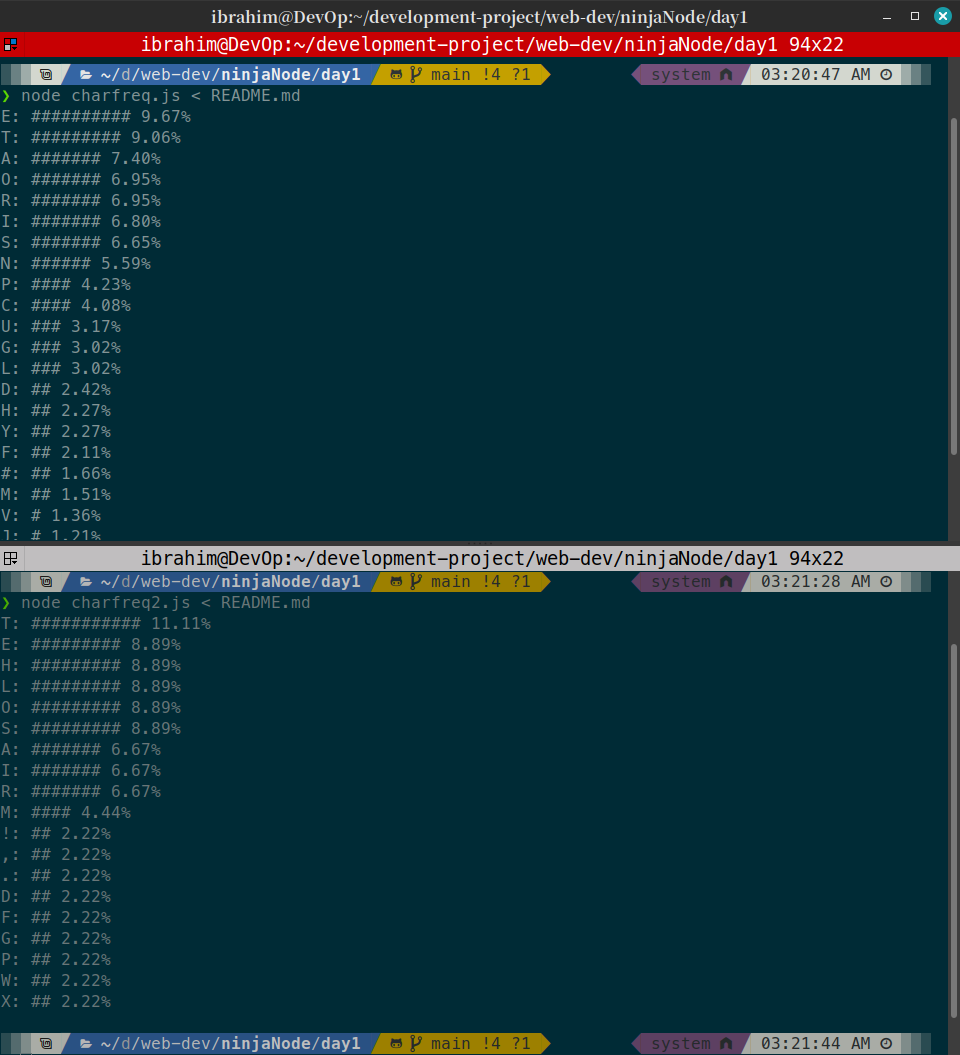 ibrahim@DevOp:~/development-project/web-dev/ninjaNode/day1
ibrahim@DevOp:~/development-project/web-dev/ninjaNode/day1 94x22
~/d/web-dev/ninjaNode/day1 main !4 ?1 system 03:20:47 AM
❯ node charfreq.js < README.md
E: ########## 9.67%
T: ######### 9.06%
A: ####### 7.40%
O: ####### 6.95%
R: ####### 6.95%
I: ####### 6.80%
S: ####### 6.65%
N: ###### 5.59%
P: #### 4.23%
C: #### 4.08%
U: ### 3.17%
G: ### 3.02%
L: ### 3.02%
D: ## 2.42%
H: ## 2.27%
Y: ## 2.27%
F: ## 2.11%
#: ## 1.66%
M: ## 1.51%
V: # 1.36%
]: # 1.21%
ibrahim@DevOp:~/development-project/web-dev/ninjaNode/day1 94x22
~/d/web-dev/ninjaNode/day1 main !4 ?1 system 03:21:28 AM
❯ node charfreq2.js < README.md
T: ########### 11.11%
E: ######### 8.89%
H: ######### 8.89%
L: ######### 8.89%
O: ######### 8.89%
S: ######### 8.89%
A: ####### 6.67%
I: ####### 6.67%
R: ####### 6.67%
M: #### 4.44%
!: ## 2.22%
,: ## 2.22%
.: ## 2.22%
D: ## 2.22%
F: ## 2.22%
G: ## 2.22%
P: ## 2.22%
W: ## 2.22%
X: ## 2.22%
~/d/web-dev/ninjaNode/day1 main !4 ?1 system 03:21:44 AM